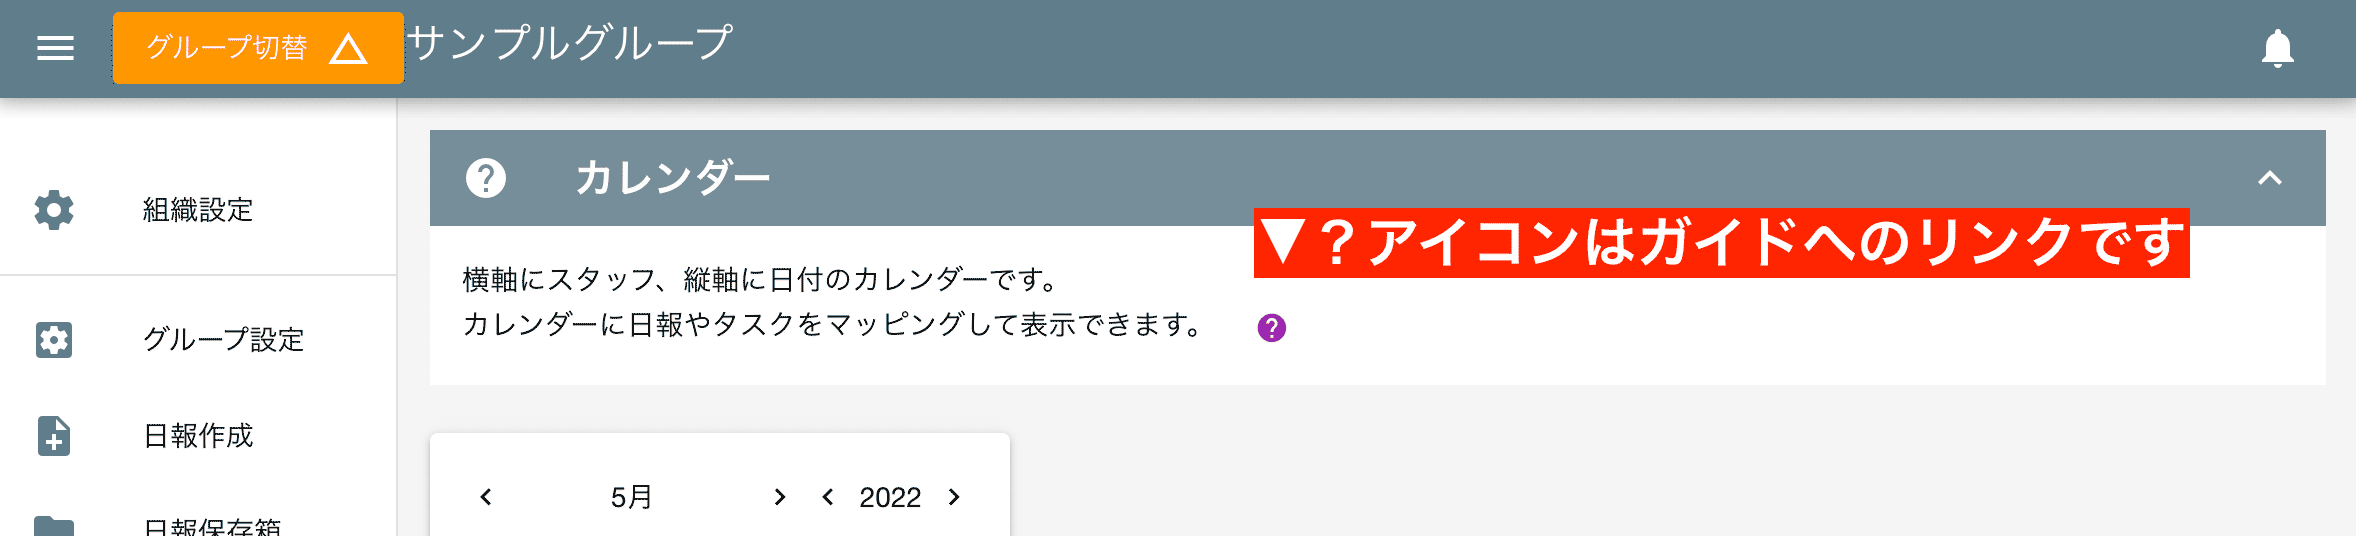 グループ切替
サンプルグループ
組織設定
グループ設定
日報作成
日報保存箱
カレンダー
▼？アイコンはガイドへのリンクです
横軸にスタッフ、縦軸に日付のカレンダーです。
カレンダーに日報やタスクをマッピングして表示できます。
5月
2022